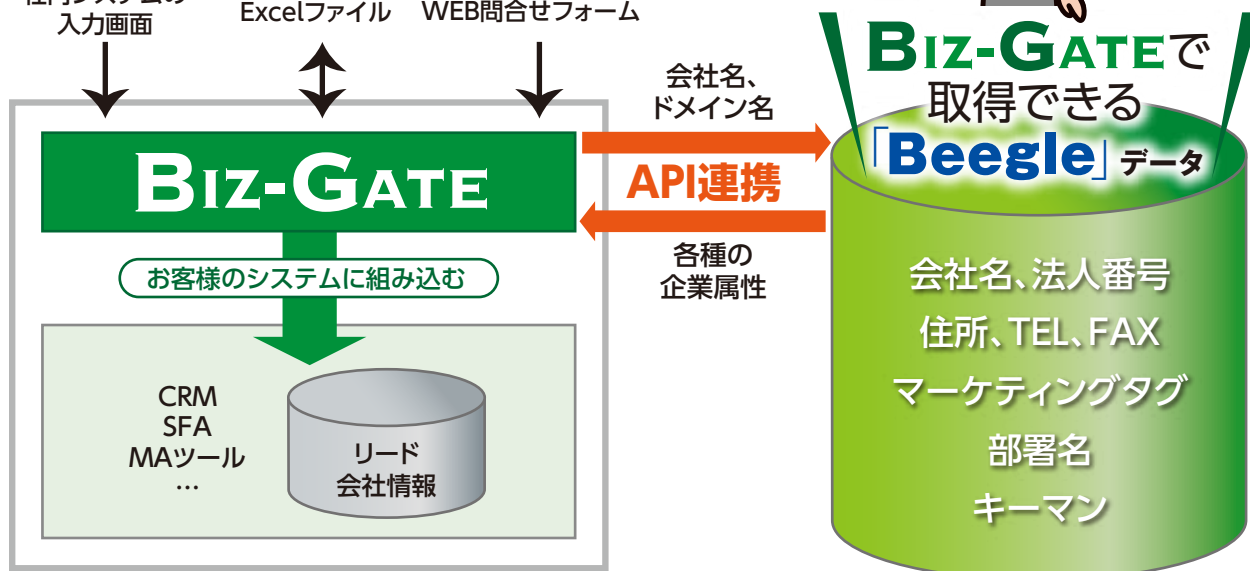 入力画面
Excelファイル
WEB問合せフォーム
BIZ-GATE
お客様のシステムに組み込む
CRM
SFA
MAツール
…
リード
会社情報
会社名、
ドメイン名
API連携
各種の
企業属性
BIZ-GATEで
取得できる
「Beegle」データ
会社名、法人番号
住所、TEL、FAX
マーケティングタグ
部署名
キーマン